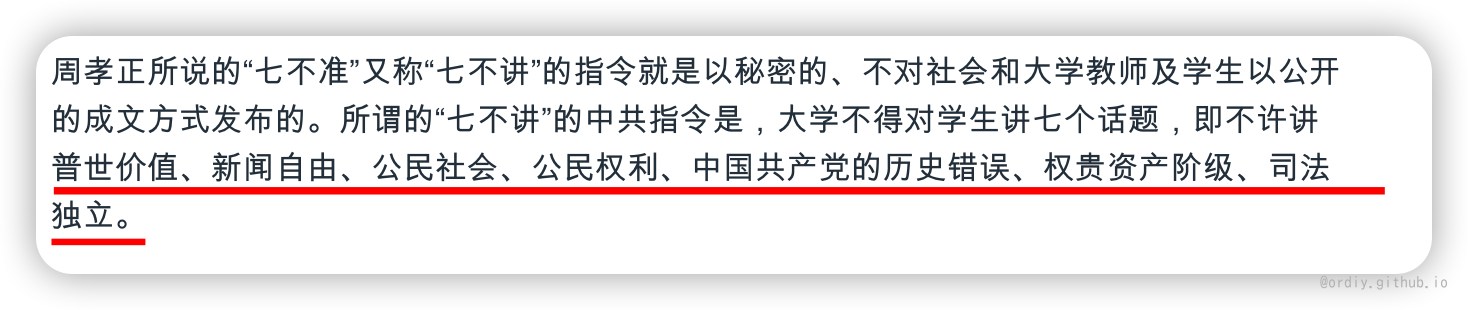 周孝正所说的“七不准”又称“七不讲”的指令就是以秘密的、不对社会和大学教师及学生以公开
的成文方式发布的。所谓的“七不讲”的中共指令是，大学不得对学生讲七个话题，即不许讲
普世价值、新闻自由、公民社会、公民权利、中国共产党的历史错误、权贵资产阶级、司法
独立。
@ordiy.github.io